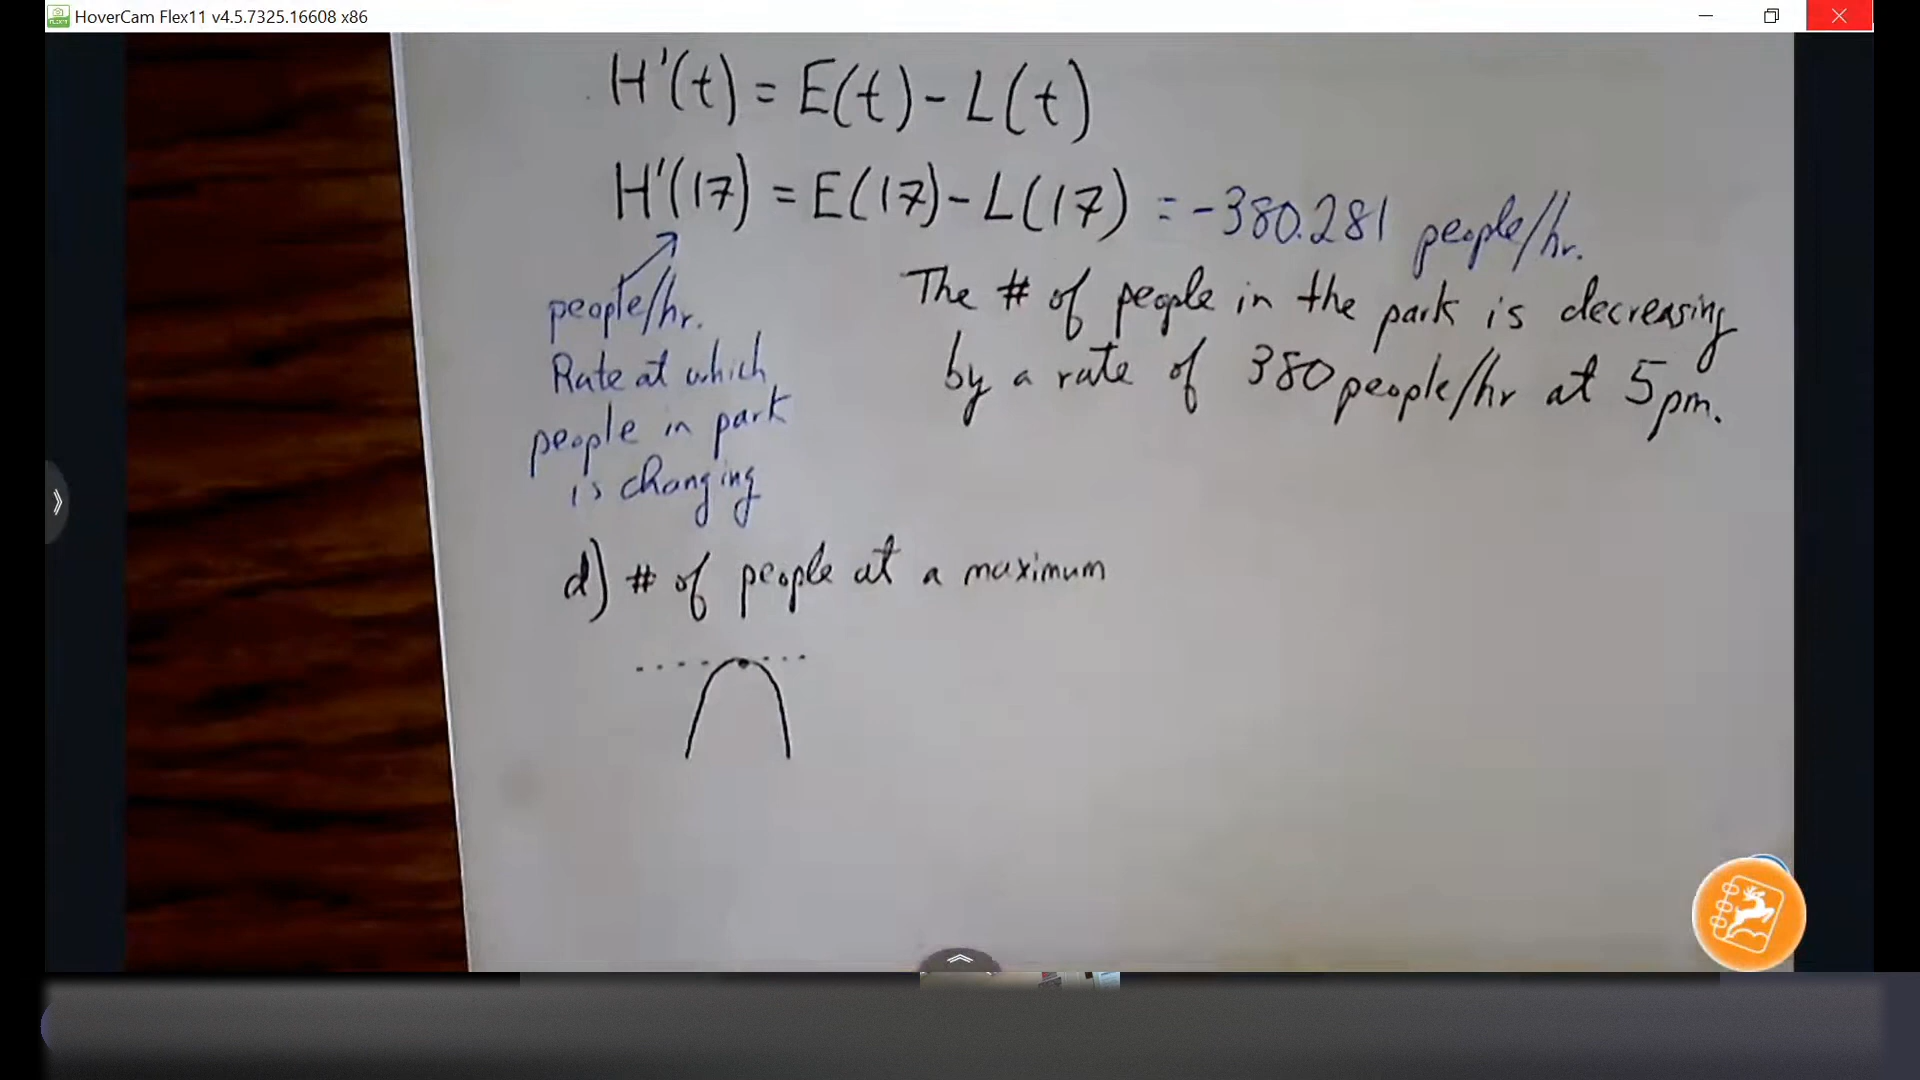 HoverCam Flex11 v4.5.7325.16608 x86
H'(t) = E(t) - L(t)
H'(17) = E(17) - L(17) = -380.281 people/hr.
people/hr.
Rate at which
people in park
is changing
The # of people in the park is decreasing
by a rate of 380 people/hr at 5pm.
d) # of people at a maximum